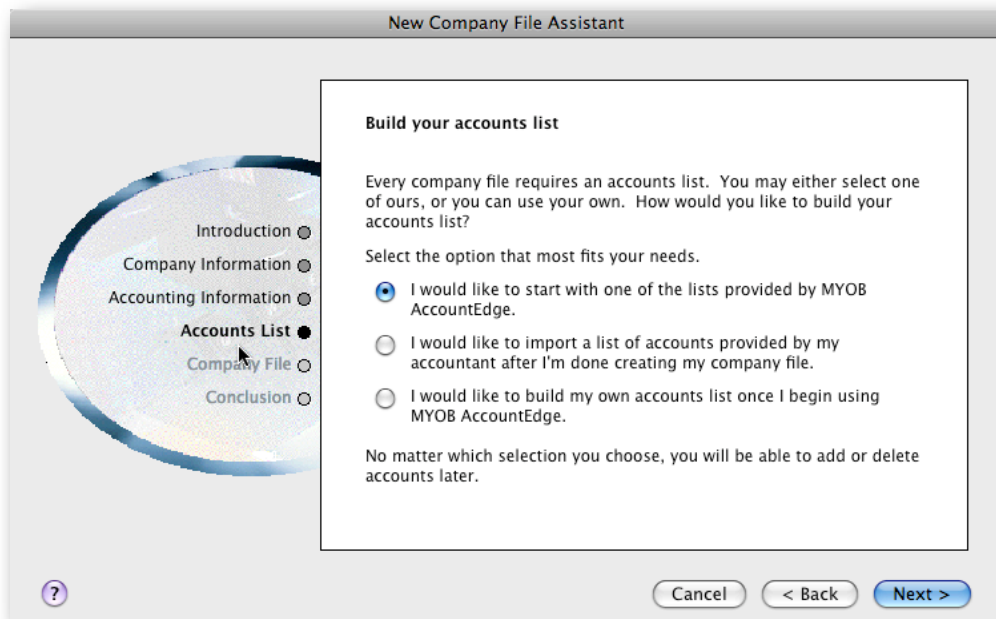 New Company File Assistant
Introduction
Company Information
Accounting Information
Accounts List
Company File
Conclusion
Build your accounts list
Every company file requires an accounts list. You may either select one
of ours, or you can use your own. How would you like to build your
accounts list?
Select the option that most fits your needs.
I would like to start with one of the lists provided by MYOB
AccountEdge.
I would like to import a list of accounts provided by my
accountant after I'm done creating my company file.
I would like to build my own accounts list once I begin using
MYOB AccountEdge.
No matter which selection you choose, you will be able to add or delete
accounts later.
?
Cancel
< Back
Next >